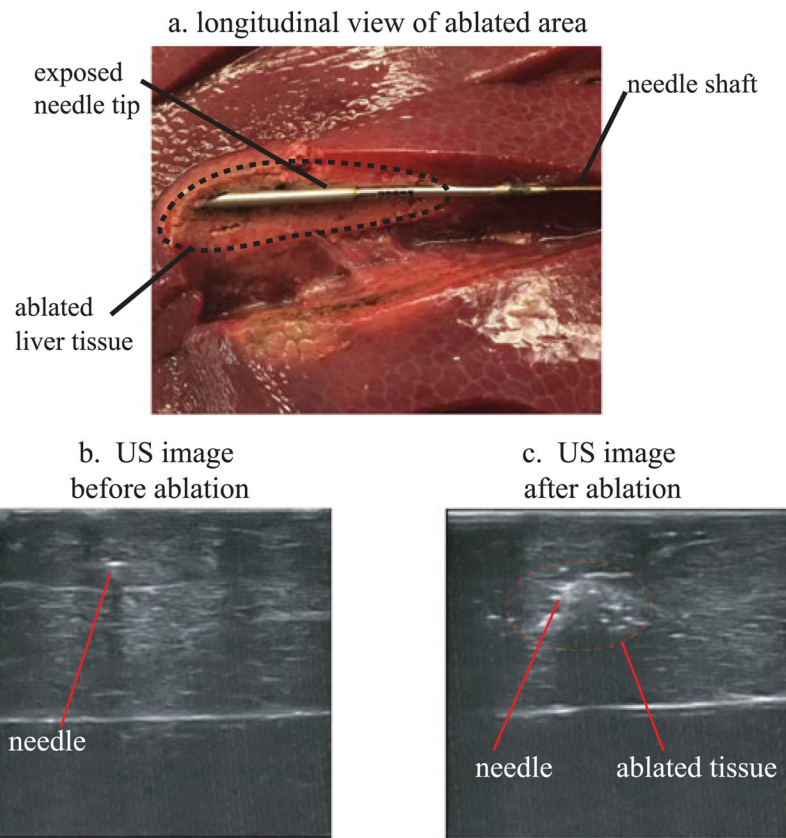 a. longitudinal view of ablated area
exposed
needle tip
needle shaft
ablated
liver tissue
b. US image
before ablation
c. US image
after ablation
needle
needle
ablated tissue